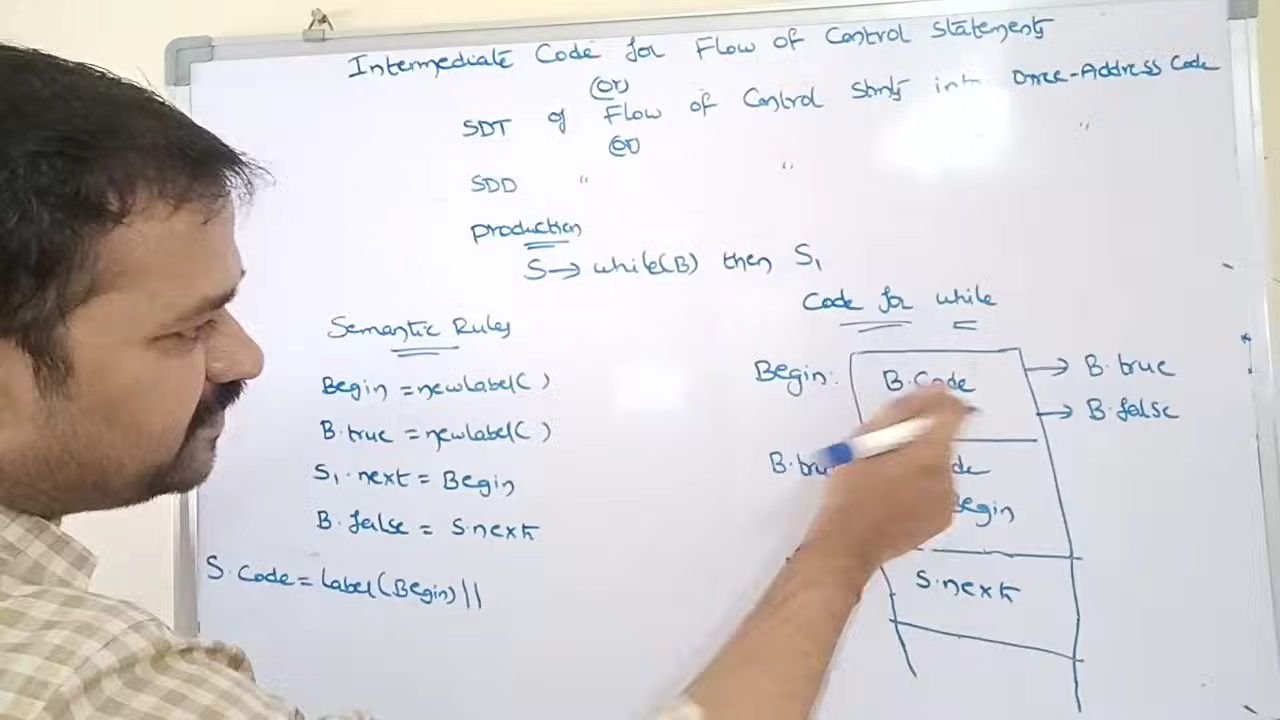 Intermediate Code for Flow of Control Statements
(or)
SDT of Flow of Control Stmts into Three-Address Code
(or)
SDD " " "
Production
S → while(B) then S₁
Semantic Rules
Begin = newlabel( )
B.true = newlabel( )
S₁.next = Begin
B.false = S.next
S.Code = label(Begin) ||
Code for while
Begin: B.Code → B.true
→ B.false
B.tru
Begin
S.next